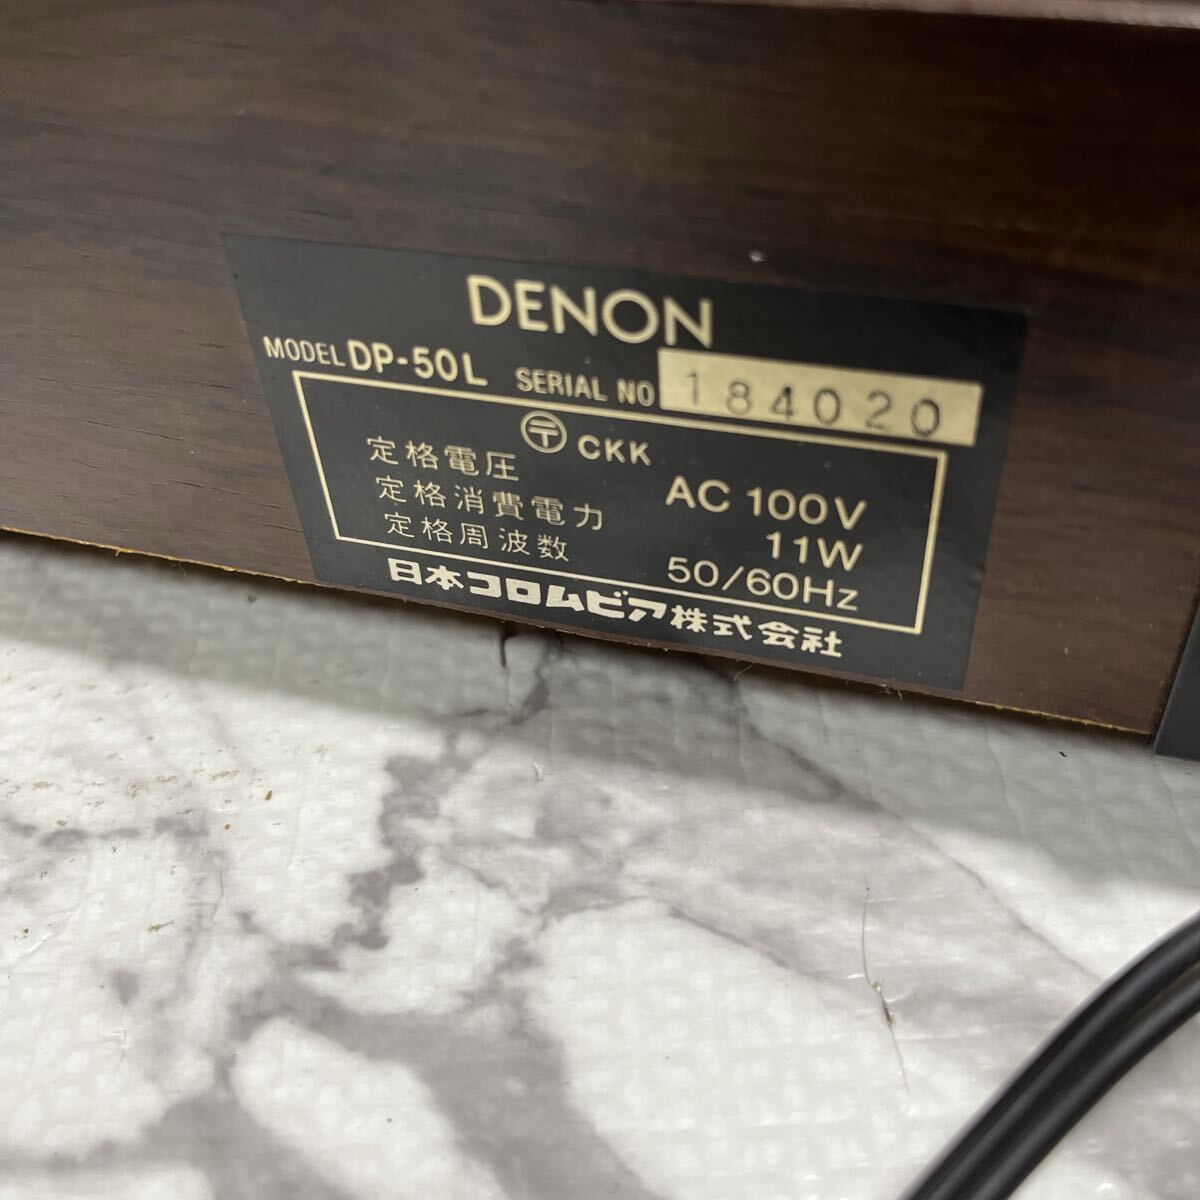 DENON
MODEL DP-50L SERIAL NO 184020
〒 CKK
定格電圧 AC 100V
定格消費電力 11W
定格周波数 50/60Hz
日本コロムビア株式会社